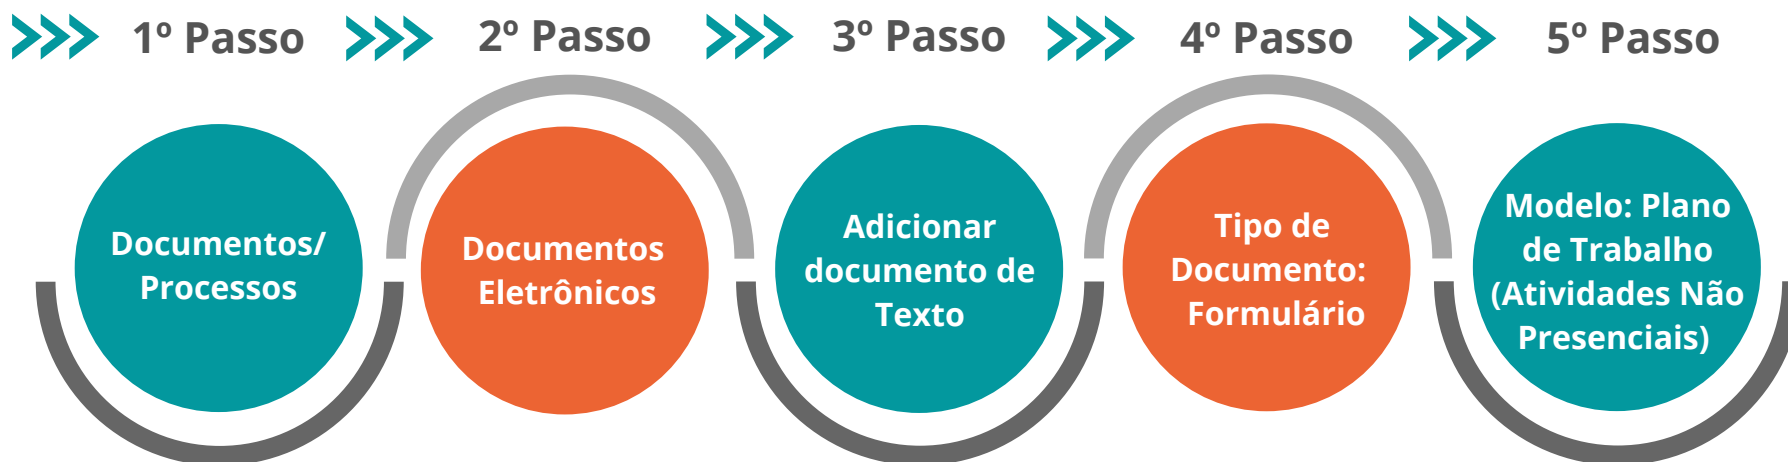 1º Passo
2º Passo
3º Passo
4º Passo
5º Passo
Documentos/
Processos
Documentos
Eletrônicos
Adicionar
documento de
Texto
Tipo de
Documento:
Formulário
Modelo: Plano
de Trabalho
(Atividades Não
Presenciais)